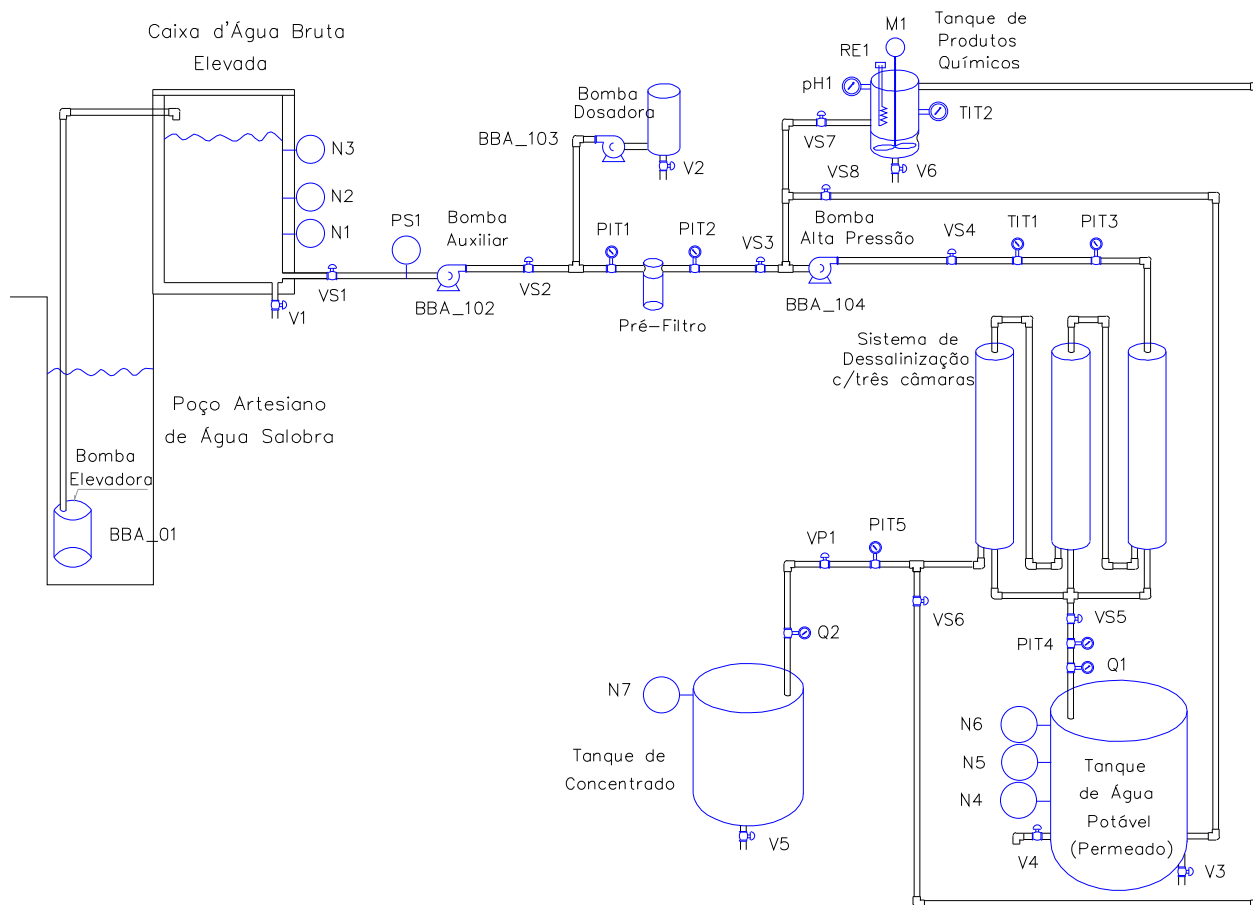 Caixa d'Água Bruta
Elevada
M1
Tanque de
Produtos
Químicos
RE1
pH1
TIT2
VS7
V6
Bomba
Dosadora
BBA_103
V2
N3
N2
N1
VS8
PS1
Bomba
Auxiliar
PIT1
PIT2
VS3
Bomba
Alta Pressão
VS4
TIT1
PIT3
VS1
V1
BBA_102
VS2
Pré-Filtro
BBA_104
Sistema de
Dessalinização
c/três câmaras
Poço Artesiano
de Água Salobra
Bomba
Elevadora
BBA_01
VP1
PIT5
VS6
VS5
PIT4
Q1
Q2
N7
Tanque de
Concentrado
V5
N6
N5
N4
Tanque
de Água
Potável
(Permeado)
V4
V3